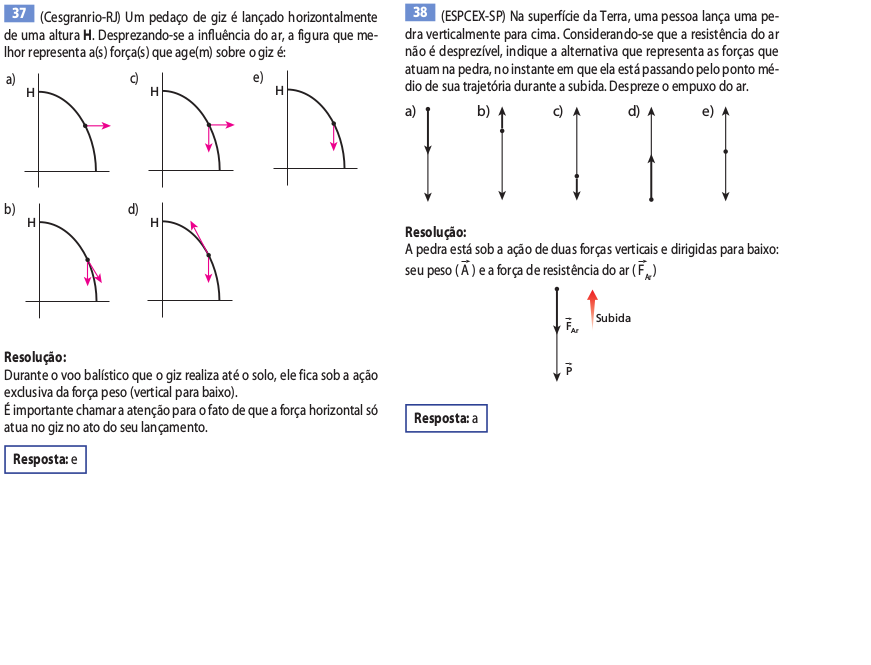 37 (Cesgranrio-RJ) Um pedaço de giz é lançado horizontalmente
de uma altura H. Desprezando-se a influência do ar, a figura que me-
lhor representa a(s) força(s) que age(m) sobre o giz é:
a)
H
c)
H
e)
H
b)
H
d)
H
Resolução:
Durante o voo balístico que o giz realiza até o solo, ele fica sob a ação
exclusiva da força peso (vertical para baixo).
É importante chamar a atenção para o fato de que a força horizontal só
atua no giz no ato do seu lançamento.
Resposta: e
38 (ESPCEX-SP) Na superfície da Terra, uma pessoa lança uma pe-
dra verticalmente para cima. Considerando-se que a resistência do ar
não é desprezível, indique a alternativa que representa as forças que
atuam na pedra, no instante em que ela está passando pelo ponto mé-
dio de sua trajetória durante a subida. Despreze o empuxo do ar.
a) b) c) d) e)
Resolução:
A pedra está sob a ação de duas forças verticais e dirigidas para baixo:
seu peso (A⃗) e a força de resistência do ar (F⃗Ar)
F⃗Ar
Subida
P⃗
Resposta: a